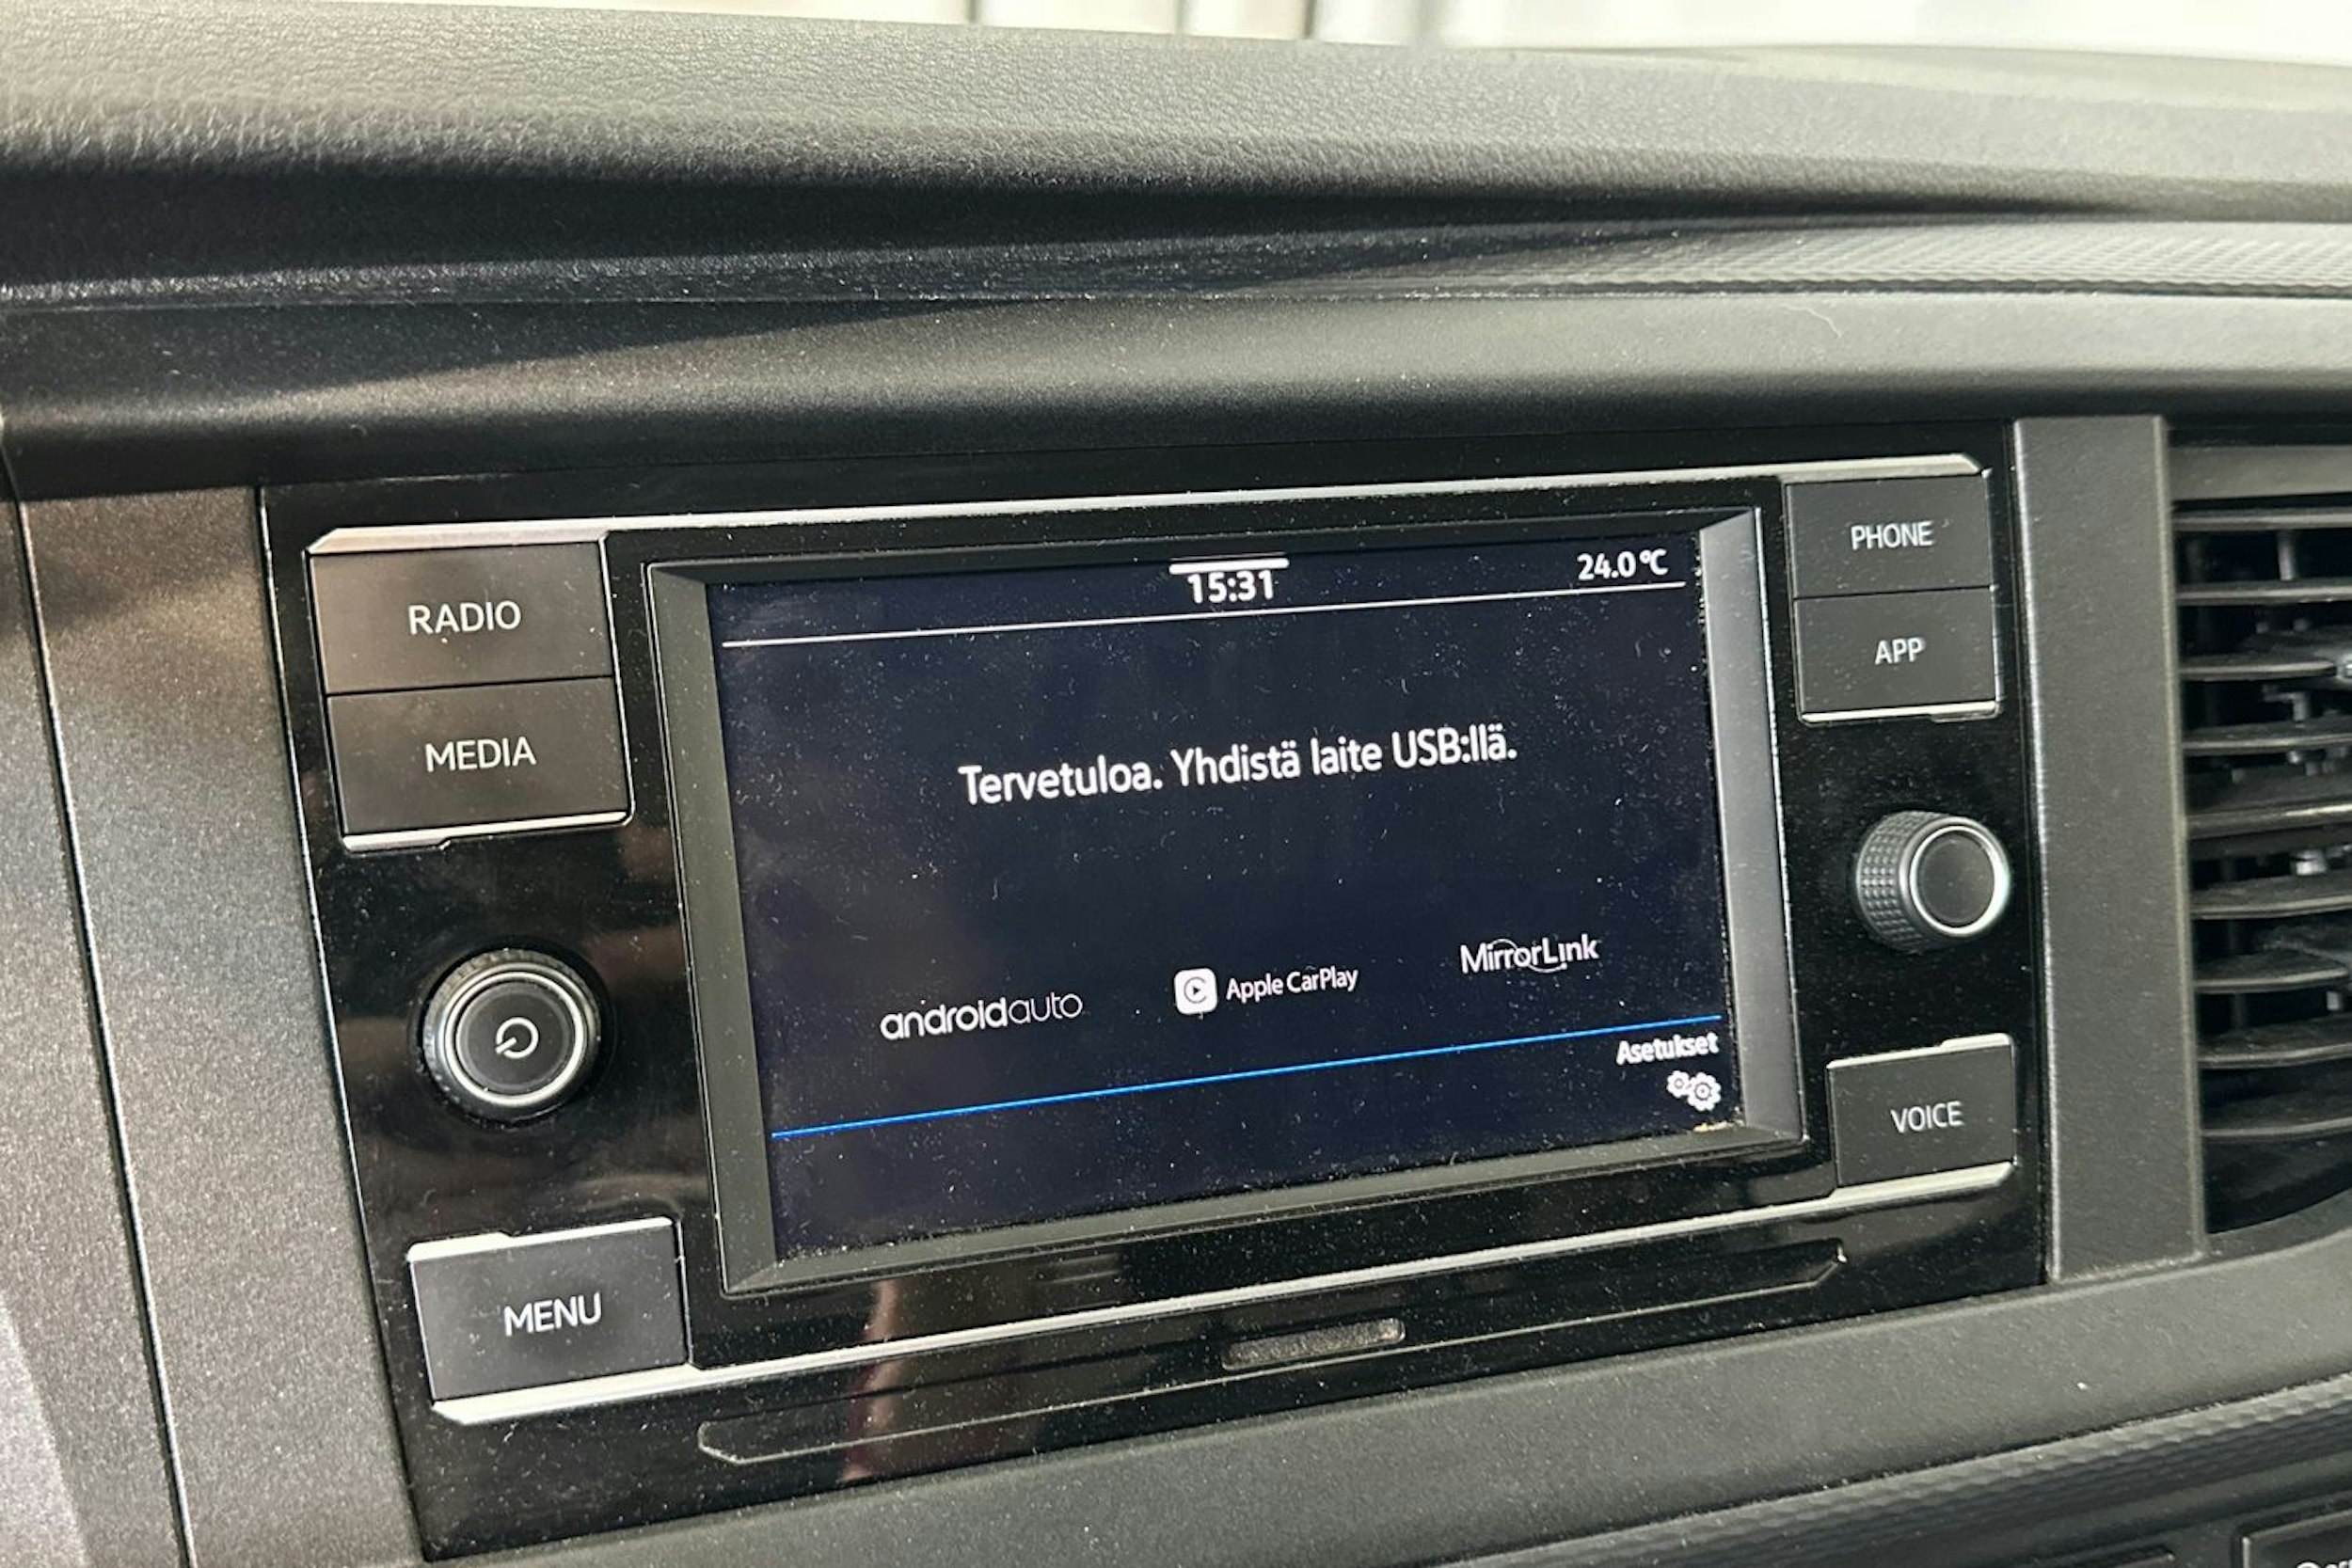 RADIO
MEDIA
MENU
15:31
24.0 °C
Tervetuloa. Yhdistä laite USB:llä.
androidauto
Apple CarPlay
MirrorLink
Asetukset
PHONE
APP
VOICE